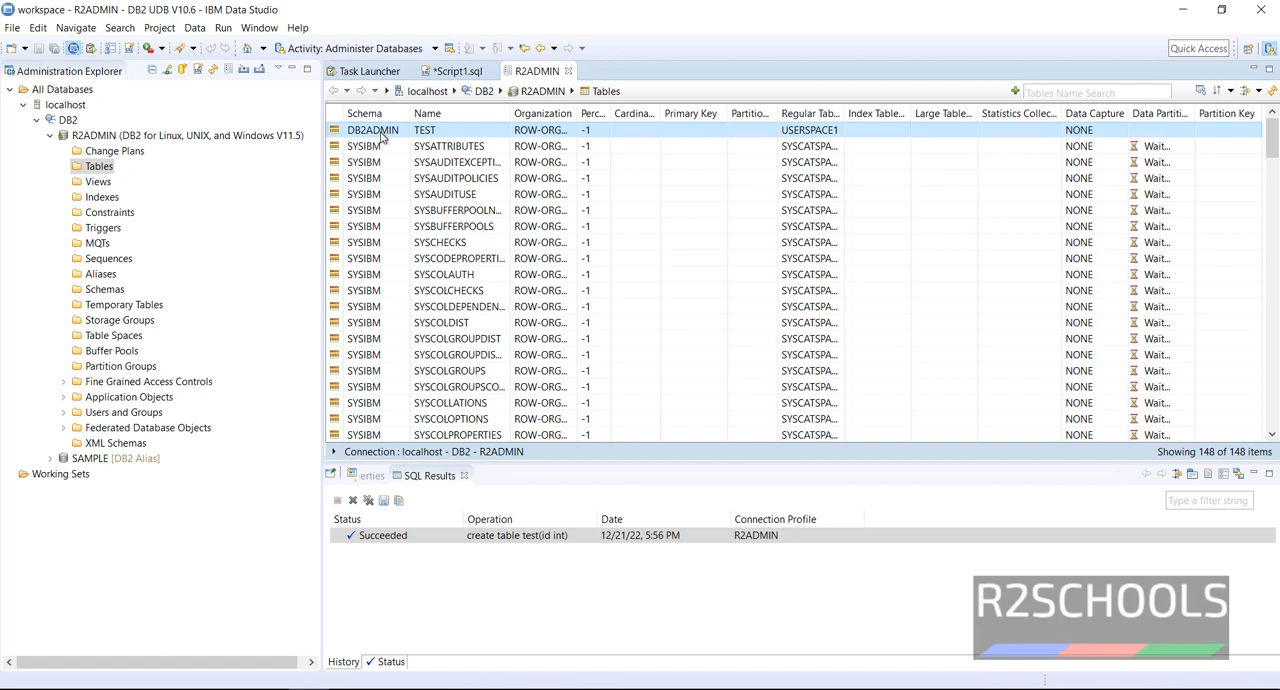 workspace - R2ADMIN - DB2 UDB V10.6 - IBM Data Studio
File Edit Navigate Search Project Data Run Window Help
Activity: Administer Databases Quick Access
Administration Explorer
Task Launcher *Script1.sql R2ADMIN
All Databases
localhost
DB2
R2ADMIN (DB2 for Linux, UNIX, and Windows V11.5)
Change Plans
Tables
Views
Indexes
Constraints
Triggers
MQTs
Sequences
Aliases
Schemas
Temporary Tables
Storage Groups
Table Spaces
Buffer Pools
Partition Groups
Fine Grained Access Controls
Application Objects
Users and Groups
Federated Database Objects
XML Schemas
SAMPLE [DB2 Alias]
Working Sets
localhost DB2 R2ADMIN Tables Tables Name Search
Schema Name Organization Perc... Cardina... Primary Key Partitio... Regular Tab... Index Table... Large Table... Statistics Collec... Data Capture Data Partiti... Partition Key
DB2ADMIN TEST ROW-ORG... -1 USERSPACE1 NONE
SYSIBM SYSATTRIBUTES ROW-ORG... -1 SYSCATSPA... NONE Wait...
SYSIBM SYSAUDITEXCEPTI... ROW-ORG... -1 SYSCATSPA... NONE Wait...
SYSIBM SYSAUDITPOLICIES ROW-ORG... -1 SYSCATSPA... NONE Wait...
SYSIBM SYSAUDITUSE ROW-ORG... -1 SYSCATSPA... NONE Wait...
SYSIBM SYSBUFFERPOOLN... ROW-ORG... -1 SYSCATSPA... NONE Wait...
SYSIBM SYSBUFFERPOOLS ROW-ORG... -1 SYSCATSPA... NONE Wait...
SYSIBM SYSCHECKS ROW-ORG... -1 SYSCATSPA... NONE Wait...
SYSIBM SYSCODEPROPERTI... ROW-ORG... -1 SYSCATSPA... NONE Wait...
SYSIBM SYSCOLAUTH ROW-ORG... -1 SYSCATSPA... NONE Wait...
SYSIBM SYSCOLCHECKS ROW-ORG... -1 SYSCATSPA... NONE Wait...
SYSIBM SYSCOLDEPENDEN... ROW-ORG... -1 SYSCATSPA... NONE Wait...
SYSIBM SYSCOLDIST ROW-ORG... -1 SYSCATSPA... NONE Wait...
SYSIBM SYSCOLGROUPDIST ROW-ORG... -1 SYSCATSPA... NONE Wait...
SYSIBM SYSCOLGROUPDIS... ROW-ORG... -1 SYSCATSPA... NONE Wait...
SYSIBM SYSCOLGROUPS ROW-ORG... -1 SYSCATSPA... NONE Wait...
SYSIBM SYSCOLGROUPSCO... ROW-ORG... -1 SYSCATSPA... NONE Wait...
SYSIBM SYSCOLLATIONS ROW-ORG... -1 SYSCATSPA... NONE Wait...
SYSIBM SYSCOLOPTIONS ROW-ORG... -1 SYSCATSPA... NONE Wait...
SYSIBM SYSCOLPROPERTIES ROW-ORG... -1 SYSCATSPA... NONE Wait...
Connection : localhost - DB2 - R2ADMIN Showing 148 of 148 items
erties SQL Results
Type a filter string
Status Operation Date Connection Profile
Succeeded create table test(id int) 12/21/22, 5:56 PM R2ADMIN
R2SCHOOLS
History Status